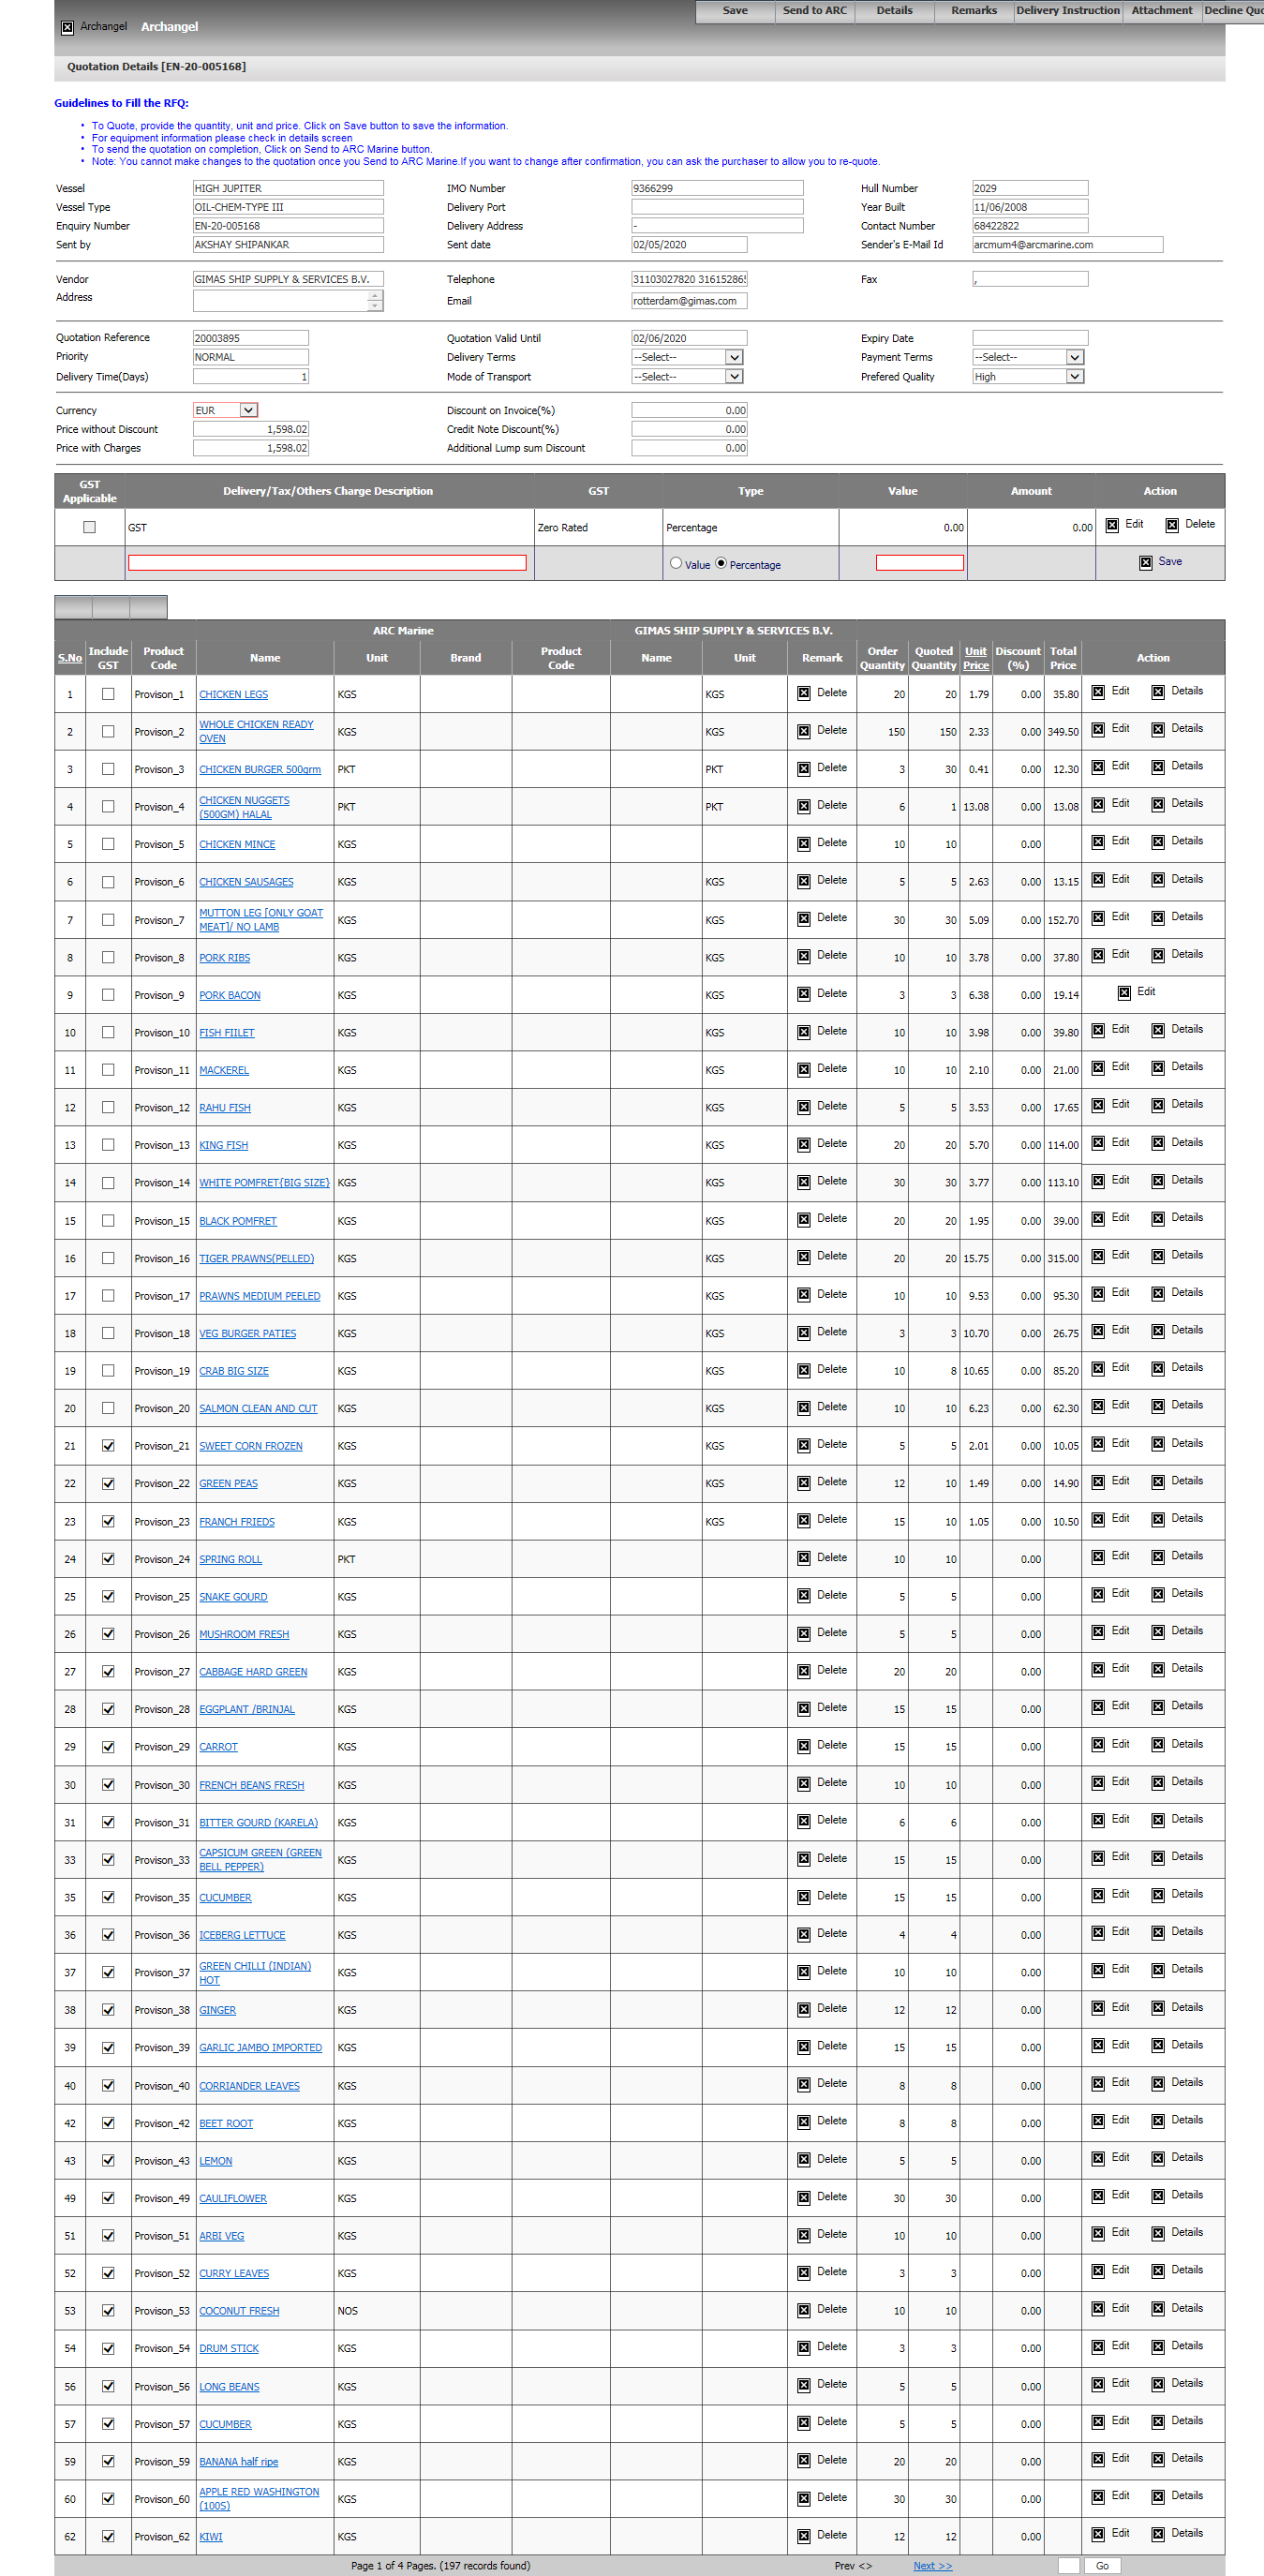 Save Send to ARC Details Remarks Delivery Instruction Attachment Decline Quo
Archangel Archangel
Quotation Details [EN-20-005168]
Guidelines to Fill the RFQ:
• To Quote, provide the quantity, unit and price. Click on Save button to save the information.
• For equipment information please check in details screen
• To send the quotation on completion, Click on Send to ARC Marine button.
• Note: You cannot make changes to the quotation once you Send to ARC Marine.If you want to change after confirmation, you can ask the purchaser to allow you to re-quote.
Vessel HIGH JUPITER IMO Number 9366299 Hull Number 2029
Vessel Type OIL-CHEM-TYPE III Delivery Port Year Built 11/06/2008
Enquiry Number EN-20-005168 Delivery Address - Contact Number 68422822
Sent by AKSHAY SHIPANKAR Sent date 02/05/2020 Sender's E-Mail Id arcmum4@arcmarine.com
Vendor GIMAS SHIP SUPPLY & SERVICES B.V. Telephone 31103027820 31615286 Fax ,
Address Email rotterdam@gimas.com
Quotation Reference 20003895 Quotation Valid Until 02/06/2020 Expiry Date
Priority NORMAL Delivery Terms --Select-- Payment Terms --Select--
Delivery Time(Days) 1 Mode of Transport --Select-- Prefered Quality High
Currency EUR Discount on Invoice(%) 0.00
Price without Discount 1,598.02 Credit Note Discount(%) 0.00
Price with Charges 1,598.02 Additional Lump sum Discount 0.00
GST Applicable Delivery/Tax/Others Charge Description GST Type Value Amount Action
GST Zero Rated Percentage 0.00 0.00 Edit Delete
Value Percentage Save
ARC Marine GIMAS SHIP SUPPLY & SERVICES B.V.
S.No Include GST Product Code Name Unit Brand Product Code Name Unit Remark Order Quantity Quoted Quantity Unit Price Discount (%) Total Price Action
1 Provison_1 CHICKEN LEGS KGS KGS Delete 20 20 1.79 0.00 35.80 Edit Details
2 Provison_2 WHOLE CHICKEN READY OVEN KGS KGS Delete 150 150 2.33 0.00 349.50 Edit Details
3 Provison_3 CHICKEN BURGER 500grm PKT PKT Delete 3 30 0.41 0.00 12.30 Edit Details
4 Provison_4 CHICKEN NUGGETS (500GM) HALAL PKT PKT Delete 6 1 13.08 0.00 13.08 Edit Details
5 Provison_5 CHICKEN MINCE KGS Delete 10 10 0.00 Edit Details
6 Provison_6 CHICKEN SAUSAGES KGS KGS Delete 5 5 2.63 0.00 13.15 Edit Details
7 Provison_7 MUTTON LEG [ONLY GOAT MEAT]/ NO LAMB KGS KGS Delete 30 30 5.09 0.00 152.70 Edit Details
8 Provison_8 PORK RIBS KGS KGS Delete 10 10 3.78 0.00 37.80 Edit Details
9 Provison_9 PORK BACON KGS KGS Delete 3 3 6.38 0.00 19.14 Edit
10 Provison_10 FISH FIILET KGS KGS Delete 10 10 3.98 0.00 39.80 Edit Details
11 Provison_11 MACKEREL KGS KGS Delete 10 10 2.10 0.00 21.00 Edit Details
12 Provison_12 RAHU FISH KGS KGS Delete 5 5 3.53 0.00 17.65 Edit Details
13 Provison_13 KING FISH KGS KGS Delete 20 20 5.70 0.00 114.00 Edit Details
14 Provison_14 WHITE POMFRET{BIG SIZE} KGS KGS Delete 30 30 3.77 0.00 113.10 Edit Details
15 Provison_15 BLACK POMFRET KGS KGS Delete 20 20 1.95 0.00 39.00 Edit Details
16 Provison_16 TIGER PRAWNS(PELLED) KGS KGS Delete 20 20 15.75 0.00 315.00 Edit Details
17 Provison_17 PRAWNS MEDIUM PEELED KGS KGS Delete 10 10 9.53 0.00 95.30 Edit Details
18 Provison_18 VEG BURGER PATIES KGS KGS Delete 3 3 10.70 0.00 26.75 Edit Details
19 Provison_19 CRAB BIG SIZE KGS KGS Delete 10 8 10.65 0.00 85.20 Edit Details
20 Provison_20 SALMON CLEAN AND CUT KGS KGS Delete 10 10 6.23 0.00 62.30 Edit Details
21 Provison_21 SWEET CORN FROZEN KGS KGS Delete 5 5 2.01 0.00 10.05 Edit Details
22 Provison_22 GREEN PEAS KGS KGS Delete 12 10 1.49 0.00 14.90 Edit Details
23 Provison_23 FRANCH FRIEDS KGS KGS Delete 15 10 1.05 0.00 10.50 Edit Details
24 Provison_24 SPRING ROLL PKT Delete 10 10 0.00 Edit Details
25 Provison_25 SNAKE GOURD KGS Delete 5 5 0.00 Edit Details
26 Provison_26 MUSHROOM FRESH KGS Delete 5 5 0.00 Edit Details
27 Provison_27 CABBAGE HARD GREEN KGS Delete 20 20 0.00 Edit Details
28 Provison_28 EGGPLANT /BRINJAL KGS Delete 15 15 0.00 Edit Details
29 Provison_29 CARROT KGS Delete 15 15 0.00 Edit Details
30 Provison_30 FRENCH BEANS FRESH KGS Delete 10 10 0.00 Edit Details
31 Provison_31 BITTER GOURD (KARELA) KGS Delete 6 6 0.00 Edit Details
33 Provison_33 CAPSICUM GREEN (GREEN BELL PEPPER) KGS Delete 15 15 0.00 Edit Details
35 Provison_35 CUCUMBER KGS Delete 15 15 0.00 Edit Details
36 Provison_36 ICEBERG LETTUCE KGS Delete 4 4 0.00 Edit Details
37 Provison_37 GREEN CHILLI (INDIAN) HOT KGS Delete 10 10 0.00 Edit Details
38 Provison_38 GINGER KGS Delete 12 12 0.00 Edit Details
39 Provison_39 GARLIC JAMBO IMPORTED KGS Delete 15 15 0.00 Edit Details
40 Provison_40 CORRIANDER LEAVES KGS Delete 8 8 0.00 Edit Details
42 Provison_42 BEET ROOT KGS Delete 8 8 0.00 Edit Details
43 Provison_43 LEMON KGS Delete 5 5 0.00 Edit Details
49 Provison_49 CAULIFLOWER KGS Delete 30 30 0.00 Edit Details
51 Provison_51 ARBI VEG KGS Delete 10 10 0.00 Edit Details
52 Provison_52 CURRY LEAVES KGS Delete 3 3 0.00 Edit Details
53 Provison_53 COCONUT FRESH NOS Delete 10 10 0.00 Edit Details
54 Provison_54 DRUM STICK KGS Delete 3 3 0.00 Edit Details
56 Provison_56 LONG BEANS KGS Delete 5 5 0.00 Edit Details
57 Provison_57 CUCUMBER KGS Delete 5 5 0.00 Edit Details
59 Provison_59 BANANA half ripe KGS Delete 20 20 0.00 Edit Details
60 Provison_60 APPLE RED WASHINGTON (100S) KGS Delete 30 30 0.00 Edit Details
62 Provison_62 KIWI KGS Delete 12 12 0.00 Edit Details
Page 1 of 4 Pages. (197 records found) Prev <> Next >> Go